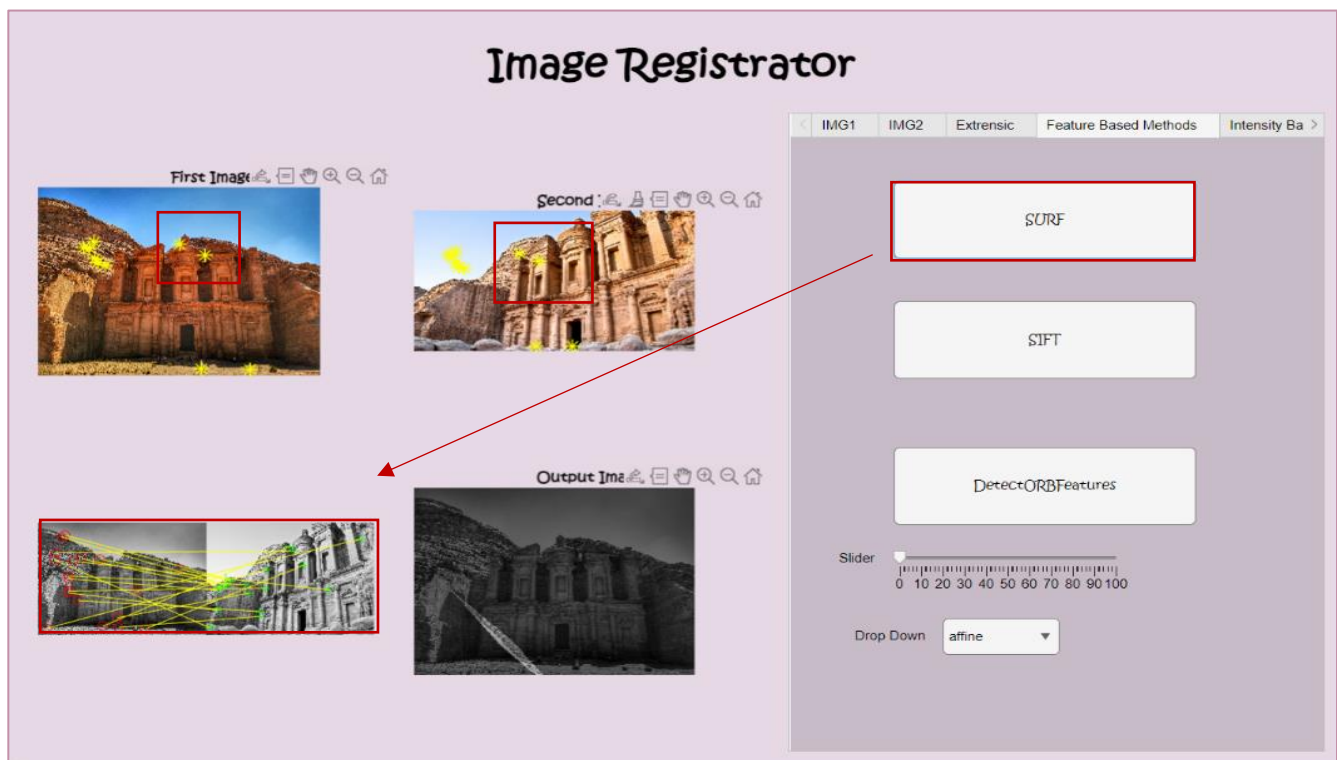 Image Registrator
IMG1 IMG2 Extrensic Feature Based Methods Intensity Ba
First Image
Second
Output Ima
SURF
SIFT
DetectORBFeatures
Slider
0 10 20 30 40 50 60 70 80 90 100
Drop Down affine